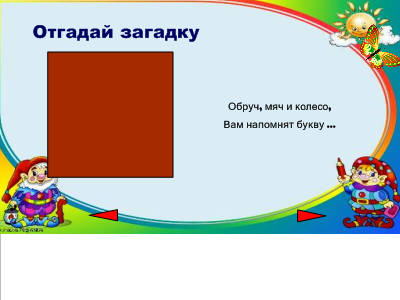 Отгадай загадку
Обруч, мяч и колесо,
Вам напомнят букву ...